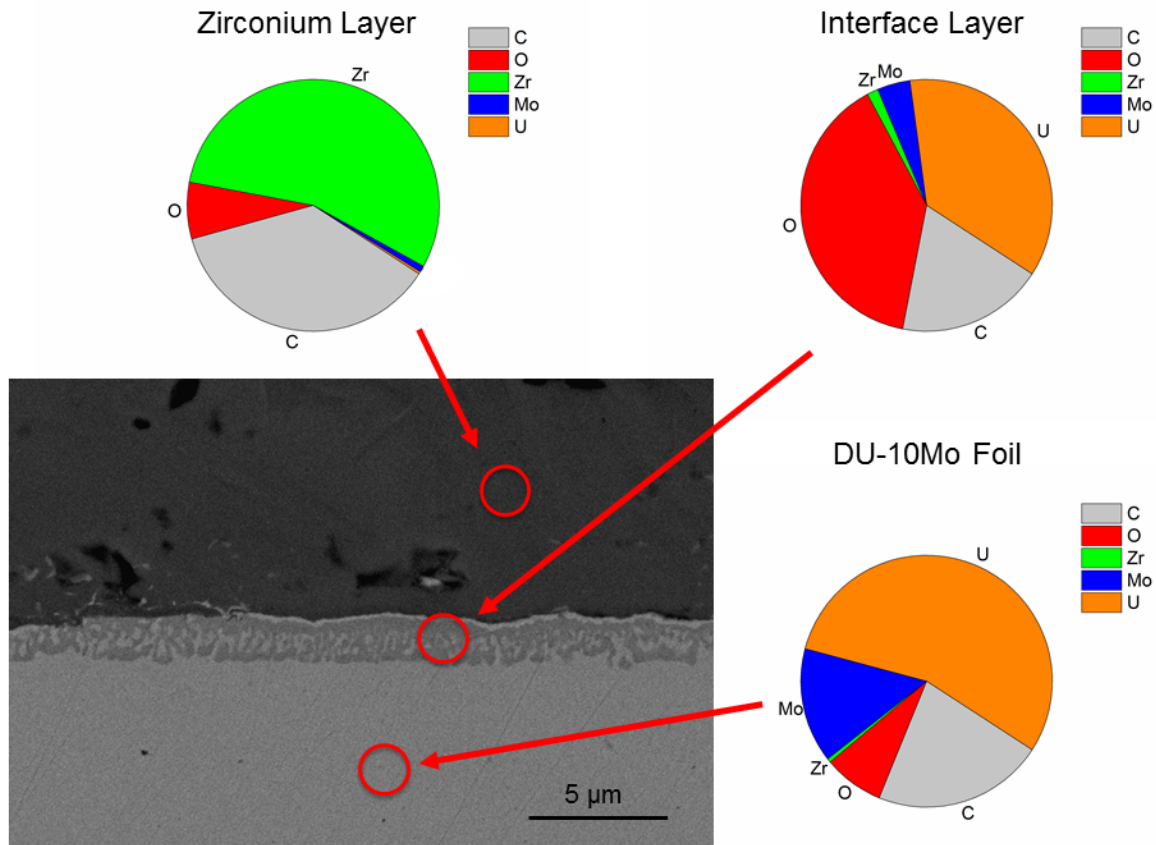 Zirconium Layer
C
O
Zr
Mo
U
Zr
O
C
Interface Layer
C
O
Zr
Mo
U
Zr
Mo
U
O
C
DU-10Mo Foil
C
O
Zr
Mo
U
U
Mo
Zr
O
C
5 µm